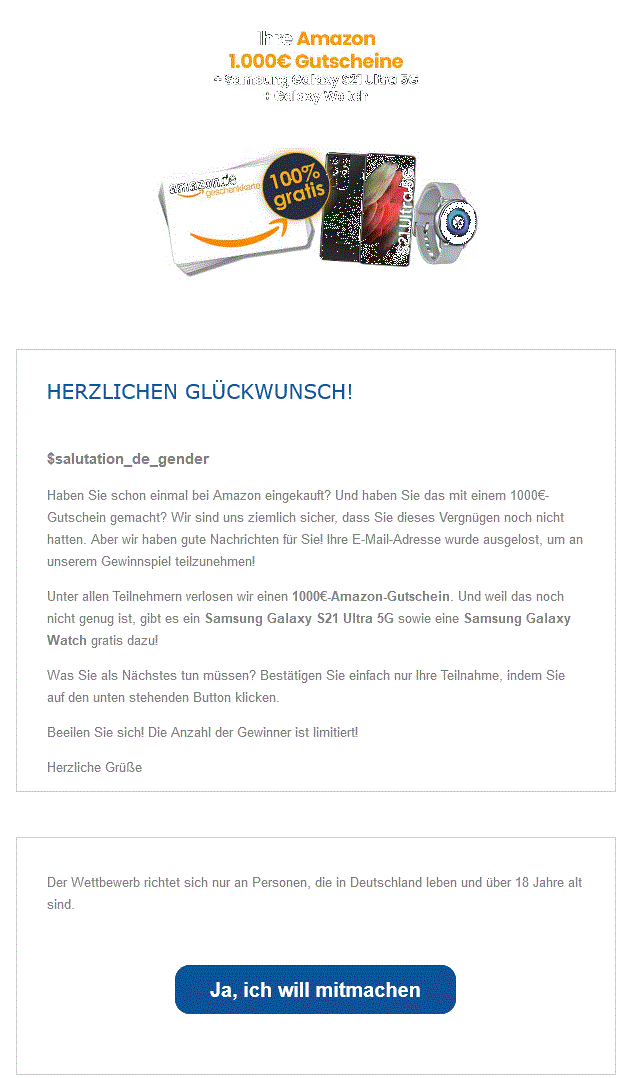 Ihre Amazon
1.000€ Gutscheine
+ Samsung Galaxy S21 Ultra 5G
+ Galaxy Watch
amazon.de
geschenkkarte
100%
gratis
S21Ultra 5G
HERZLICHEN GLÜCKWUNSCH!
$salutation_de_gender
Haben Sie schon einmal bei Amazon eingekauft? Und haben Sie das mit einem 1000€-
Gutschein gemacht? Wir sind uns ziemlich sicher, dass Sie dieses Vergnügen noch nicht
hatten. Aber wir haben gute Nachrichten für Sie! Ihre E-Mail-Adresse wurde ausgelost, um an
unserem Gewinnspiel teilzunehmen!
Unter allen Teilnehmern verlosen wir einen 1000€-Amazon-Gutschein. Und weil das noch
nicht genug ist, gibt es ein Samsung Galaxy S21 Ultra 5G sowie eine Samsung Galaxy
Watch gratis dazu!
Was Sie als Nächstes tun müssen? Bestätigen Sie einfach nur Ihre Teilnahme, indem Sie
auf den unten stehenden Button klicken.
Beeilen Sie sich! Die Anzahl der Gewinner ist limitiert!
Herzliche Grüße
Der Wettbewerb richtet sich nur an Personen, die in Deutschland leben und über 18 Jahre alt
sind.
Ja, ich will mitmachen